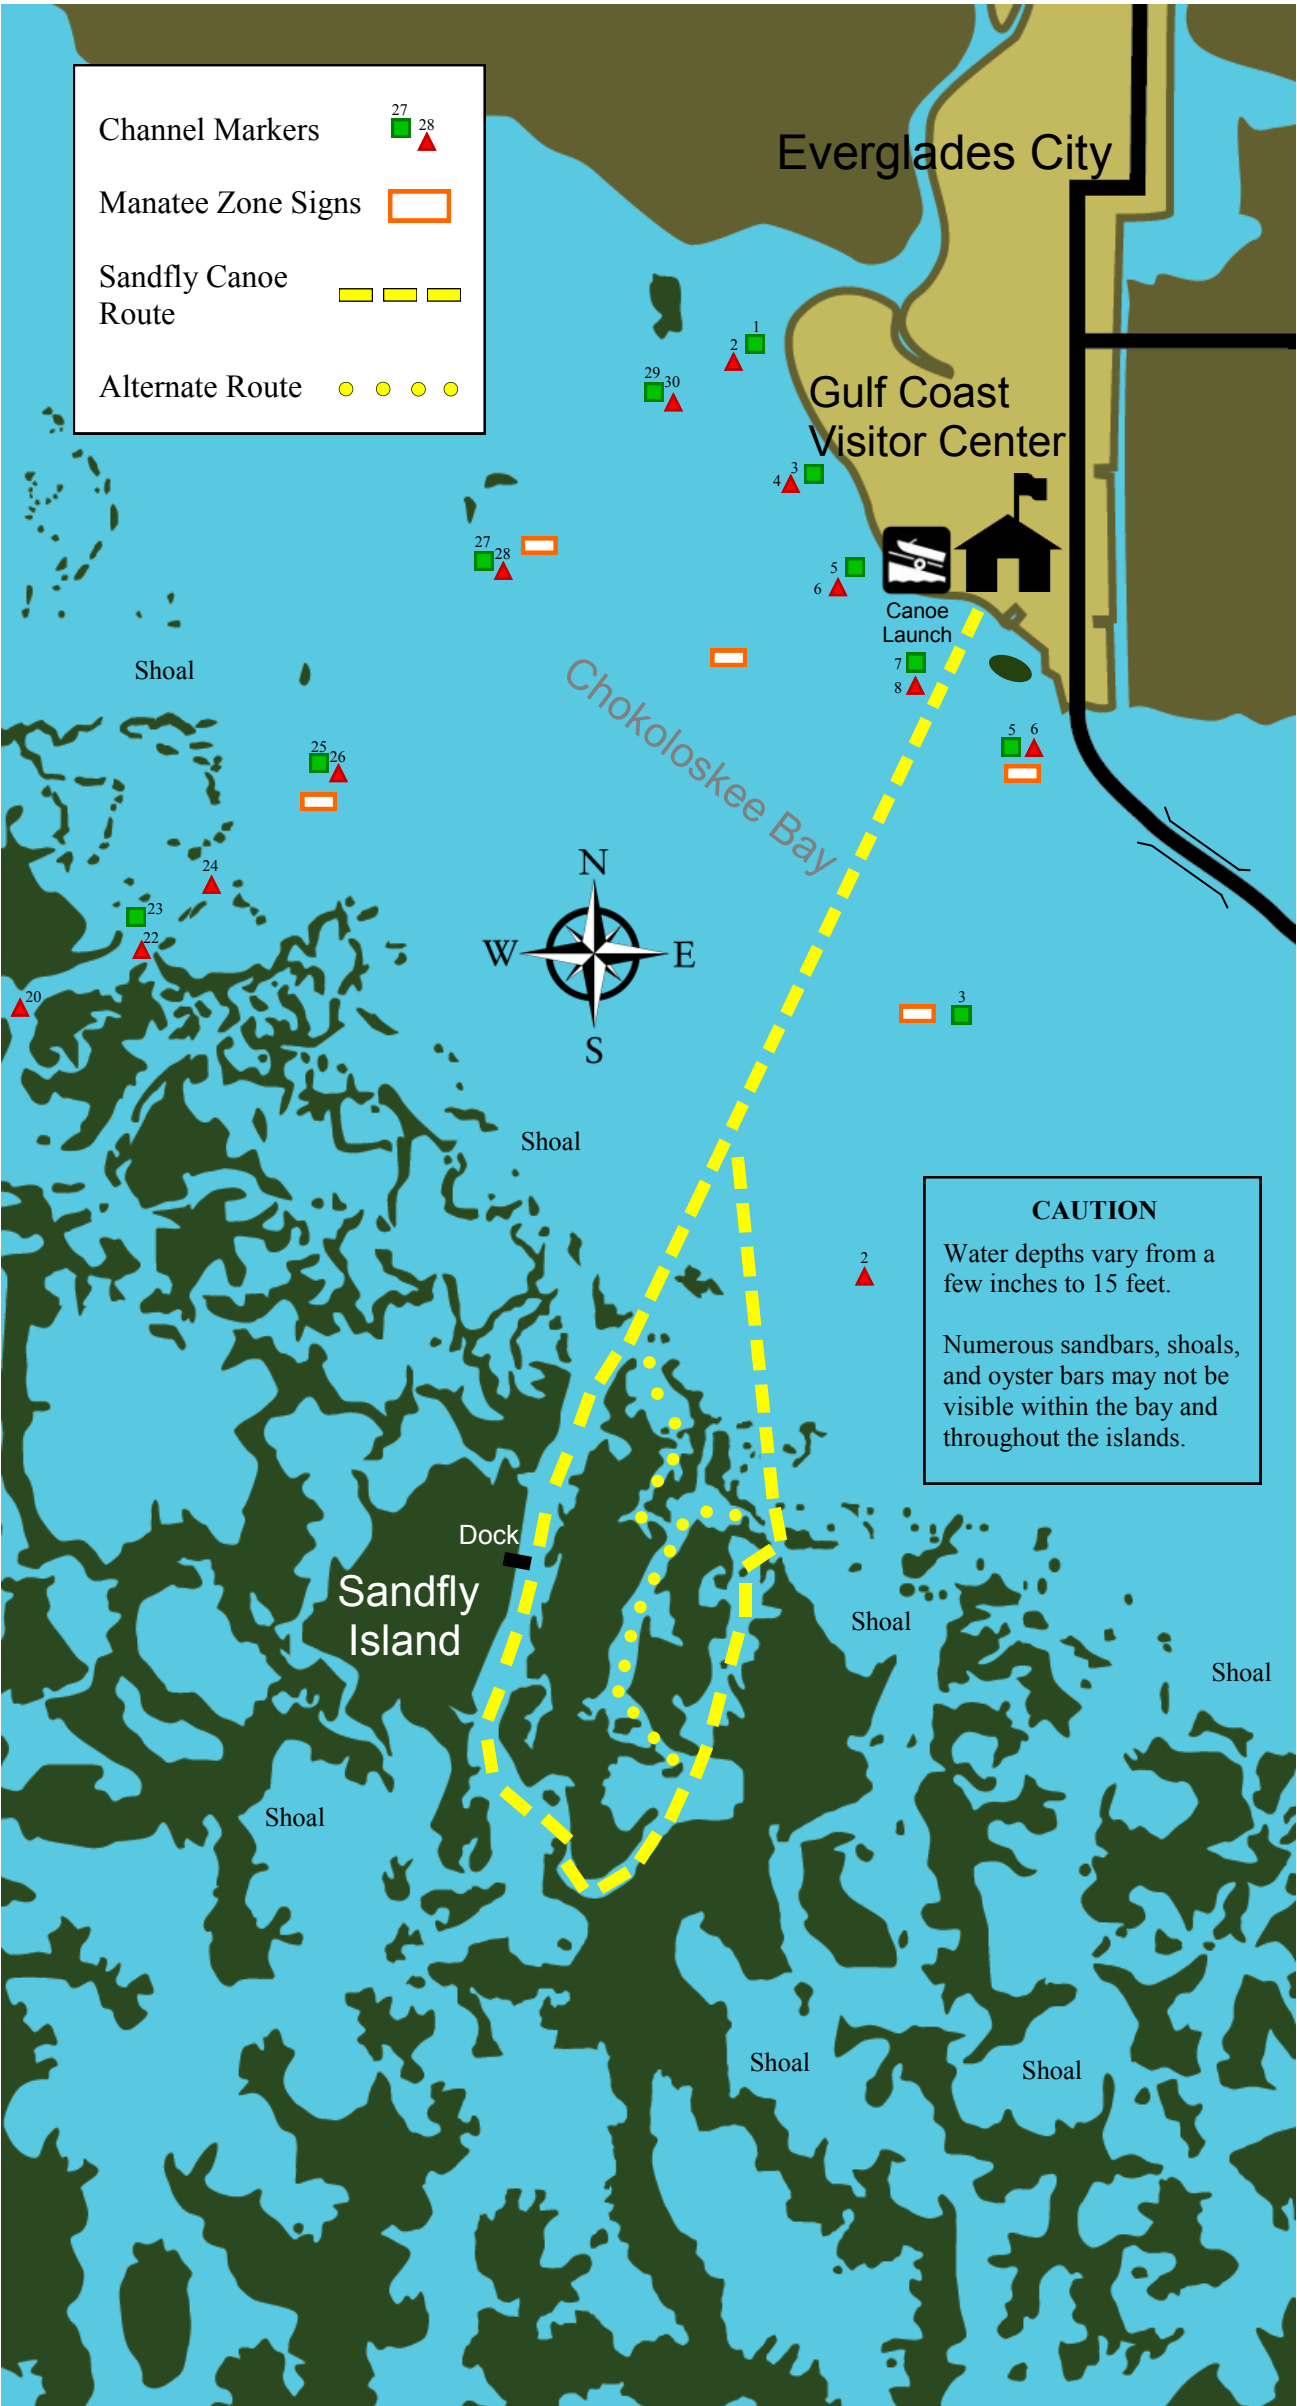 Everglades City
Channel Markers
27
28
Manatee Zone Signs
Sandfly Canoe
Route
Alternate Route
1
2
29
30
Gulf Coast
Visitor Center
3
4
27
28
5
6
Canoe
Launch
7
8
Shoal
Chokoloskee Bay
5
6
25
26
24
23
22
20
N
W
E
S
3
Shoal
2
CAUTION
Water depths vary from a
few inches to 15 feet.
Numerous sandbars, shoals,
and oyster bars may not be
visible within the bay and
throughout the islands.
Dock
Sandfly
Island
Shoal
Shoal
Shoal
Shoal
Shoal